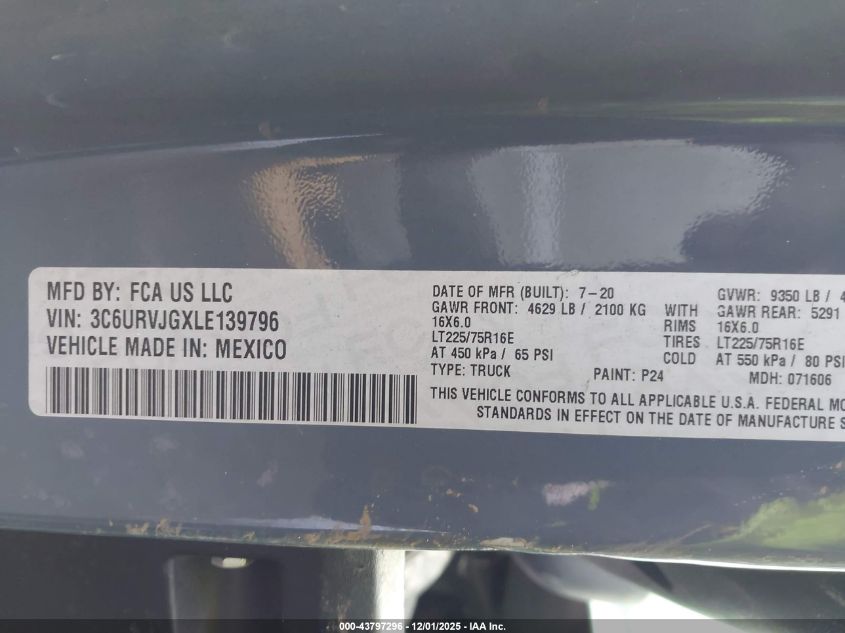 MFD BY: FCA US LLC
VIN: 3C6URVJGXLE139796
VEHICLE MADE IN: MEXICO
DATE OF MFR (BUILT): 7-20
GAWR FRONT: 4629 LB / 2100 KG
16X6.0
LT225/75R16E
AT 450 kPa / 65 PSI
TYPE: TRUCK
WITH
RIMS
TIRES
COLD
GVWR: 9350 LB / 4
GAWR REAR: 5291
16X6.0
LT225/75R16E
AT 550 kPa / 80 PSI
PAINT: P24
MDH: 071606
THIS VEHICLE CONFORMS TO ALL APPLICABLE U.S.A. FEDERAL MO
STANDARDS IN EFFECT ON THE DATE OF MANUFACTURE S
000-43797296 - 12/01/2025 - IAA Inc.